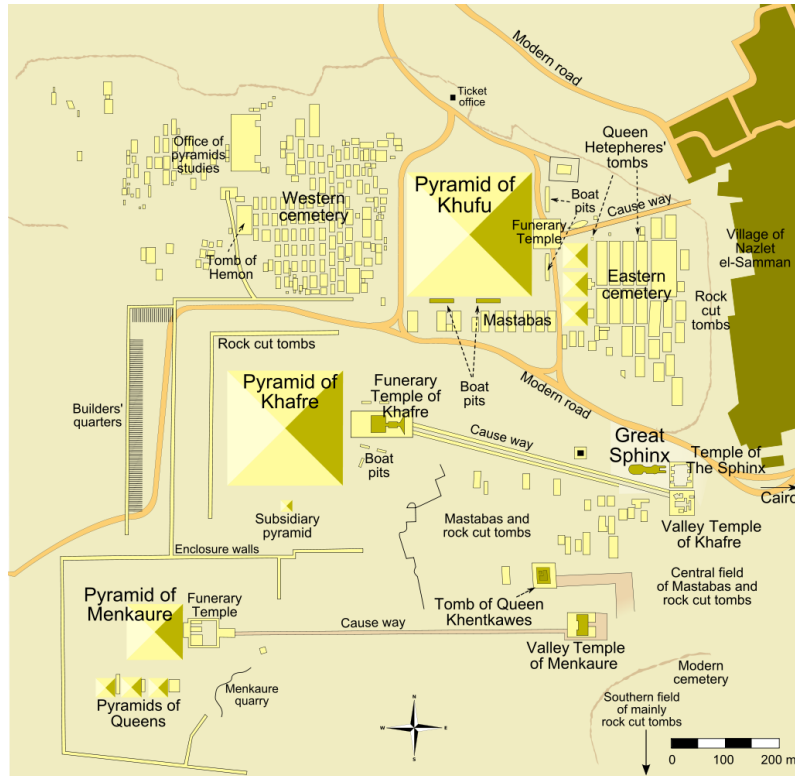 Modern road
Ticket
office
Queen
Hetepheres'
tombs
Office of
pyramids
studies
Western
cemetery
Pyramid of
Khufu
Boat
pits
Cause way
Funerary
Temple
Village of
Nazlet
el-Samman
Tomb of
Hemon
Eastern
cemetery
Rock
cut
tombs
Mastabas
Rock cut tombs
Boat
pits
Modern road
Pyramid of
Khafre
Funerary
Temple of
Khafre
Builders'
quarters
Cause way
Great
Sphinx
Temple of
The Sphinx
Boat
pits
Cairo
Subsidiary
pyramid
Mastabas and
rock cut tombs
Valley Temple
of Khafre
Enclosure walls
Central field
of Mastabas and
rock cut tombs
Pyramid of
Menkaure
Funerary
Temple
Tomb of Queen
Khentkawes
Cause way
Valley Temple
of Menkaure
Modern
cemetery
Pyramids of
Queens
Menkaure
quarry
Southern field
of mainly
rock cut tombs
N
W
E
S
0 100 200 m